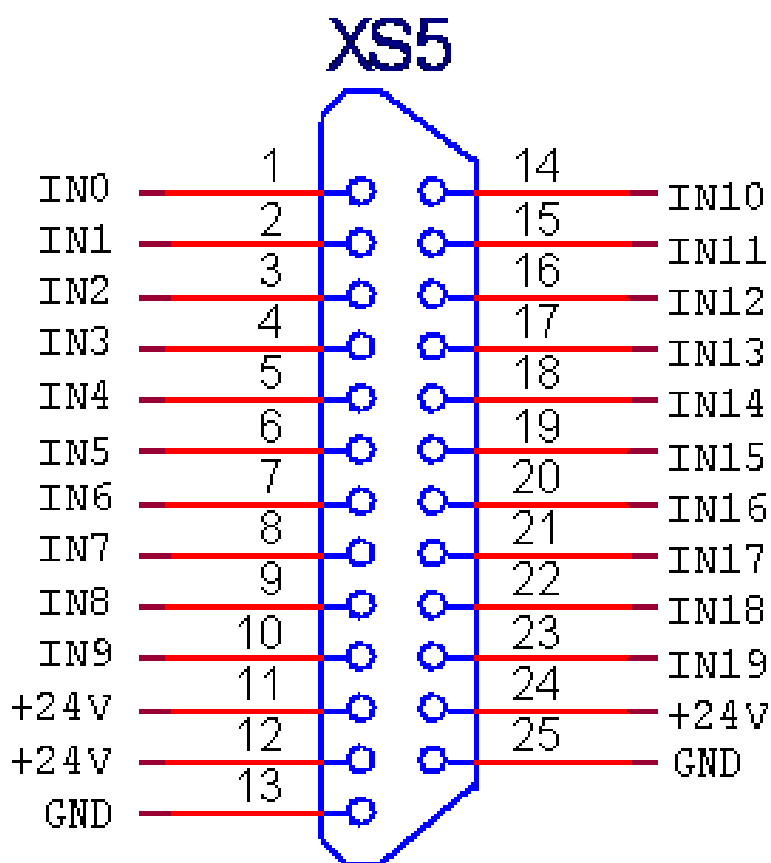 XS5
IN0 1 14 IN10
IN1 2 15 IN11
IN2 3 16 IN12
IN3 4 17 IN13
IN4 5 18 IN14
IN5 6 19 IN15
IN6 7 20 IN16
IN7 8 21 IN17
IN8 9 22 IN18
IN9 10 23 IN19
+24V 11 24 +24V
+24V 12 25 GND
GND 13